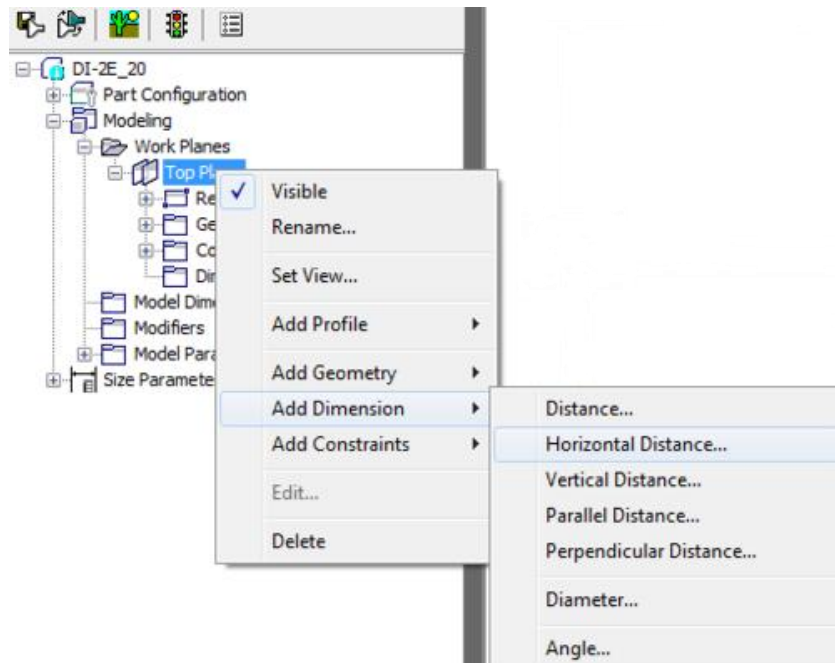 DI-2E_20
Part Configuration
Modeling
Work Planes
Top Pl
Re
Ge
Co
Dir
Model Dim
Modifiers
Model Para
Size Paramete
Visible
Rename...
Set View...
Add Profile
Add Geometry
Add Dimension
Add Constraints
Edit...
Delete
Distance...
Horizontal Distance...
Vertical Distance...
Parallel Distance...
Perpendicular Distance...
Diameter...
Angle...